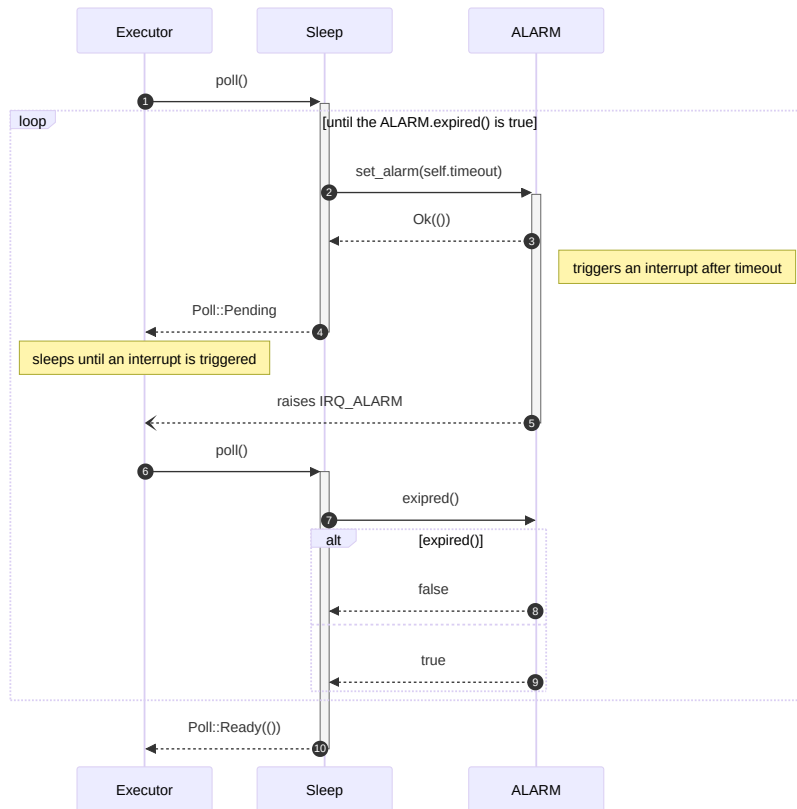 Executor Sleep ALARM
poll()
1
loop [until the ALARM.expired() is true]
set_alarm(self.timeout)
2
Ok(())
3
triggers an interrupt after timeout
Poll::Pending
4
sleeps until an interrupt is triggered
raises IRQ_ALARM
5
poll()
6
exipred()
7
alt [expired()]
false
8
true
9
Poll::Ready(())
10
Executor Sleep ALARM